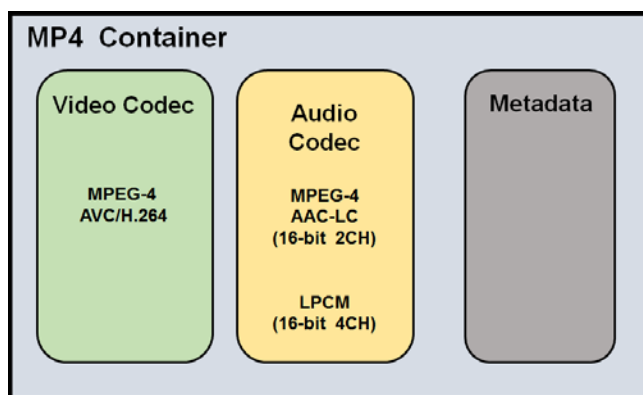 MP4 Container
Video Codec
MPEG-4
AVC/H.264
Audio
Codec
MPEG-4
AAC-LC
(16-bit 2CH)
LPCM
(16-bit 4CH)
Metadata